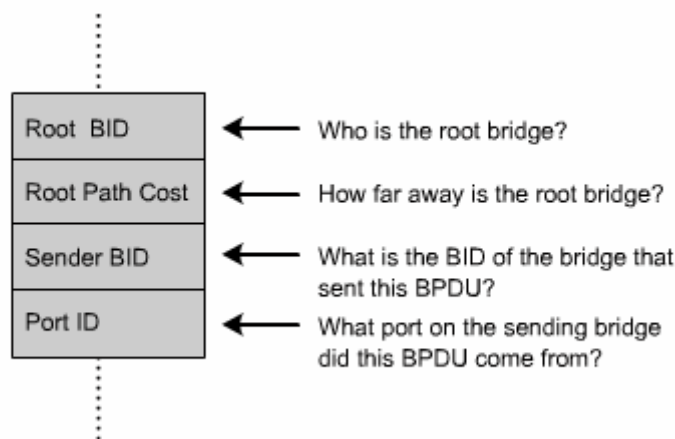 Root BID
Who is the root bridge?
Root Path Cost
How far away is the root bridge?
Sender BID
What is the BID of the bridge that
sent this BPDU?
Port ID
What port on the sending bridge
did this BPDU come from?